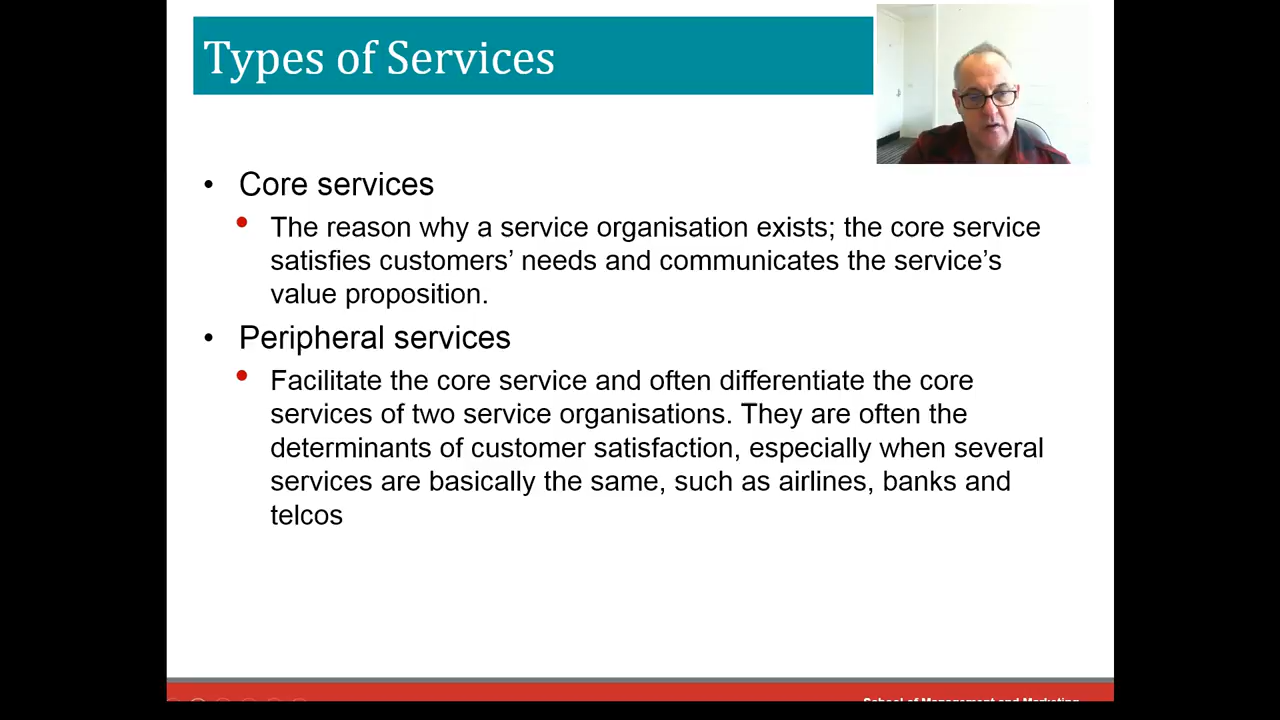 Types of Services
• Core services
• The reason why a service organisation exists; the core service
satisfies customers’ needs and communicates the service’s
value proposition.
• Peripheral services
• Facilitate the core service and often differentiate the core
services of two service organisations. They are often the
determinants of customer satisfaction, especially when several
services are basically the same, such as airlines, banks and
telcos
School of Management and Marketing